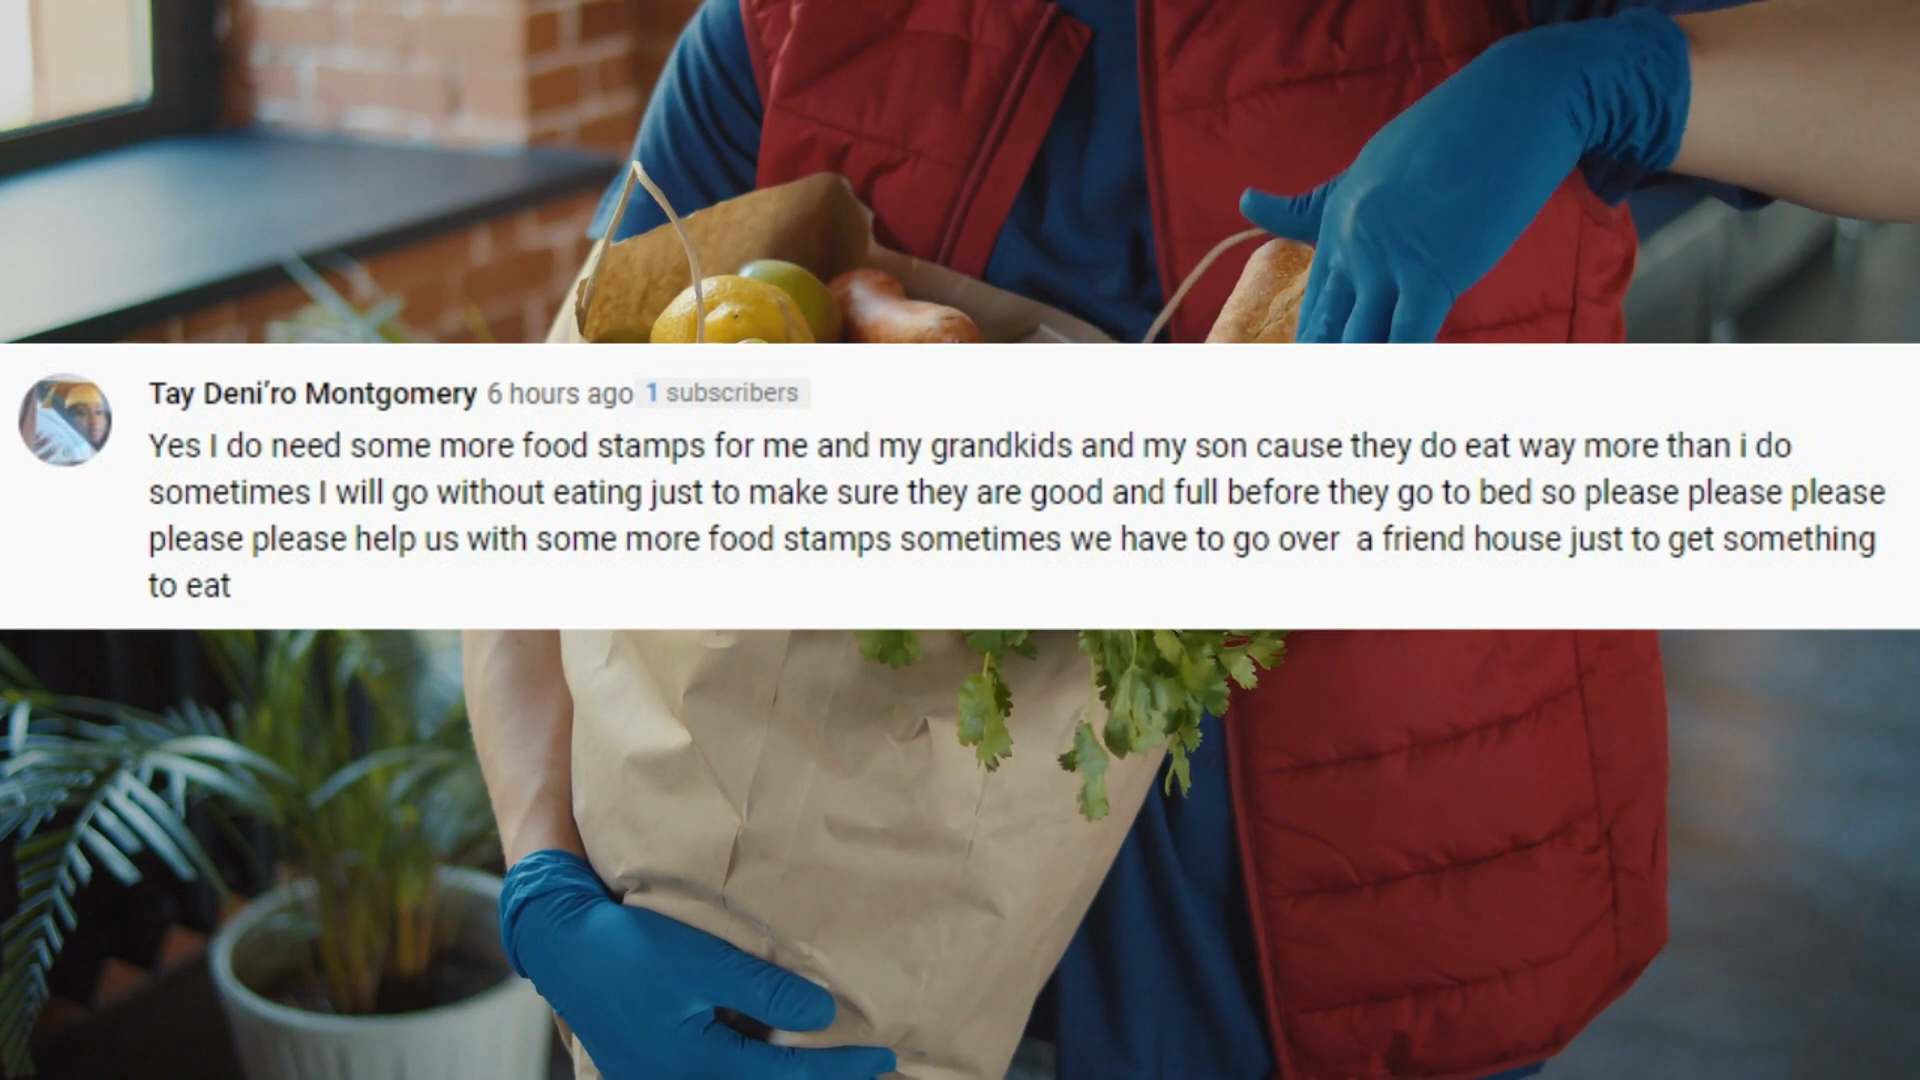 Tay Deni’ro Montgomery 6 hours ago 1 subscribers
Yes I do need some more food stamps for me and my grandkids and my son cause they do eat way more than i do
sometimes I will go without eating just to make sure they are good and full before they go to bed so please please please
please please help us with some more food stamps sometimes we have to go over a friend house just to get something
to eat